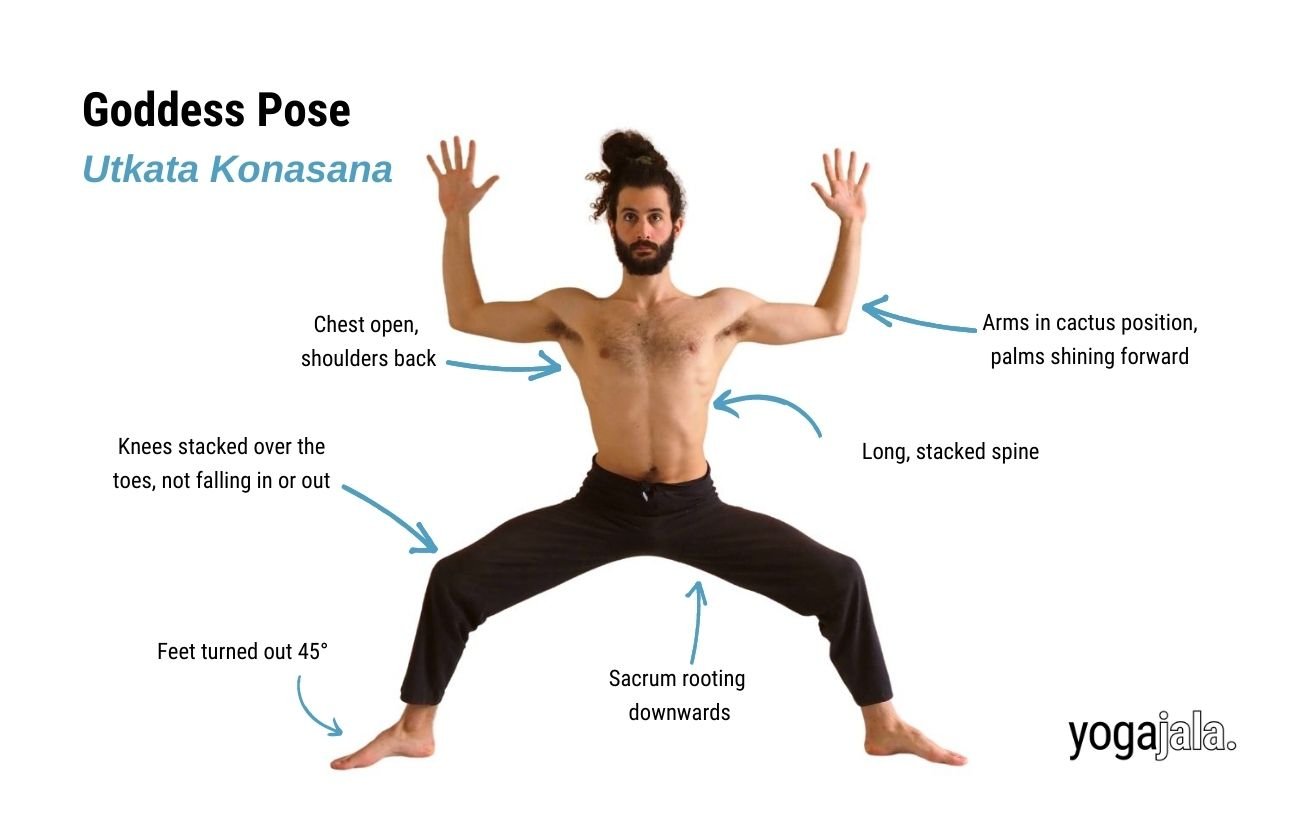 Goddess Pose
Utkata Konasana
Chest open,
shoulders back
Arms in cactus position,
palms shining forward
Knees stacked over the
toes, not falling in or out
Long, stacked spine
Feet turned out 45°
Sacrum rooting
downwards
yogajala.